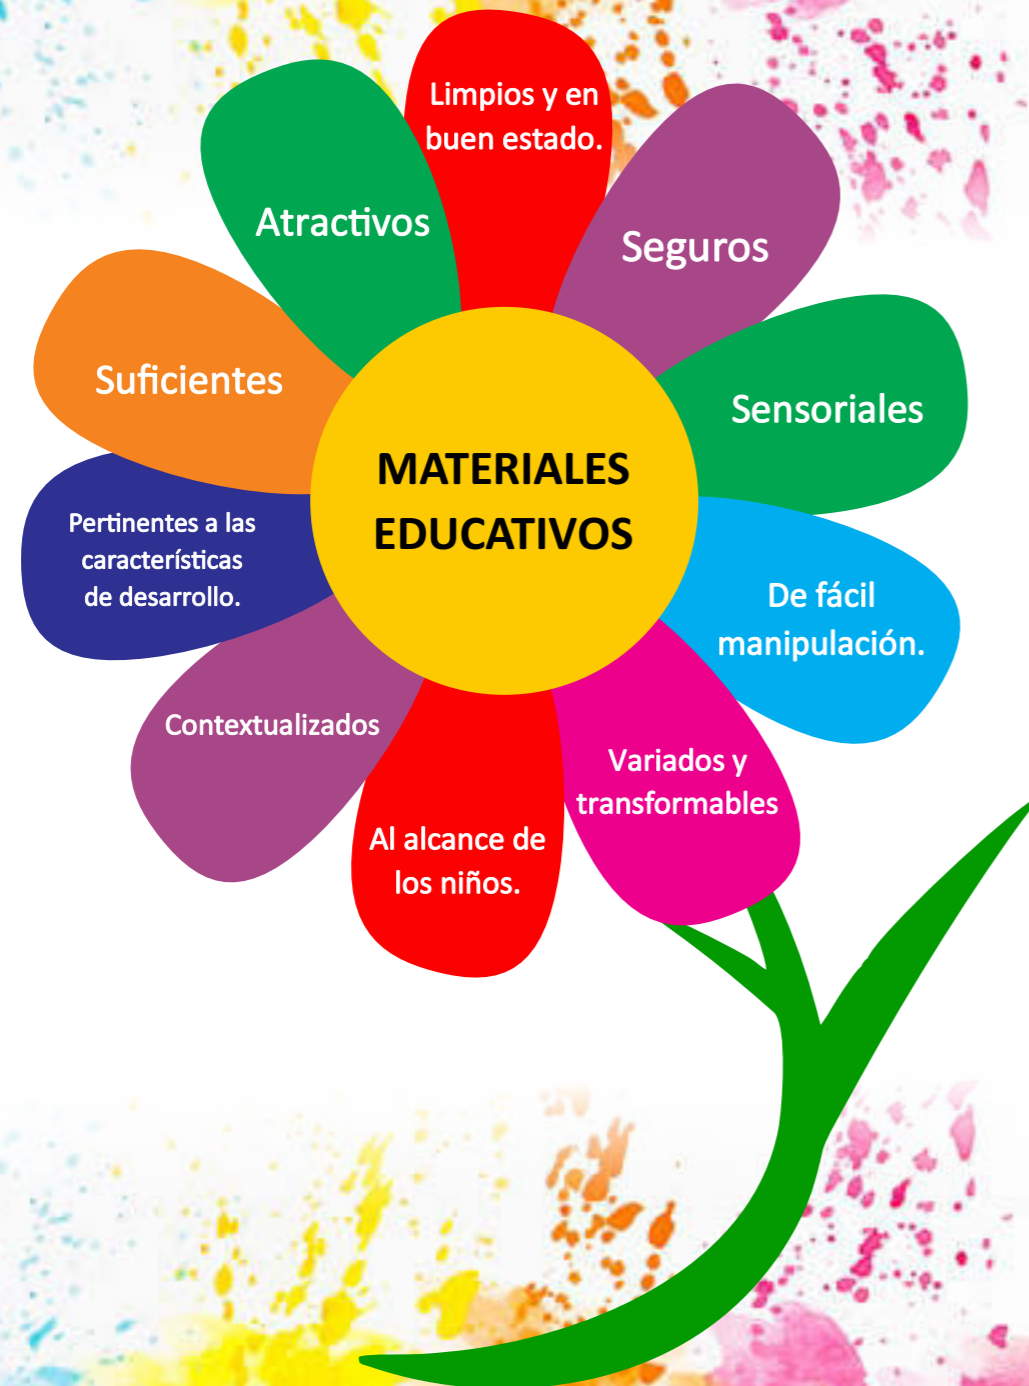 MATERIALES
EDUCATIVOS
Limpios y en
buen estado.
Seguros
Sensoriales
De fácil
manipulación.
Variados y
transformables
Al alcance de
los niños.
Contextualizados
Pertinentes a las
características
de desarrollo.
Suficientes
Atractivos